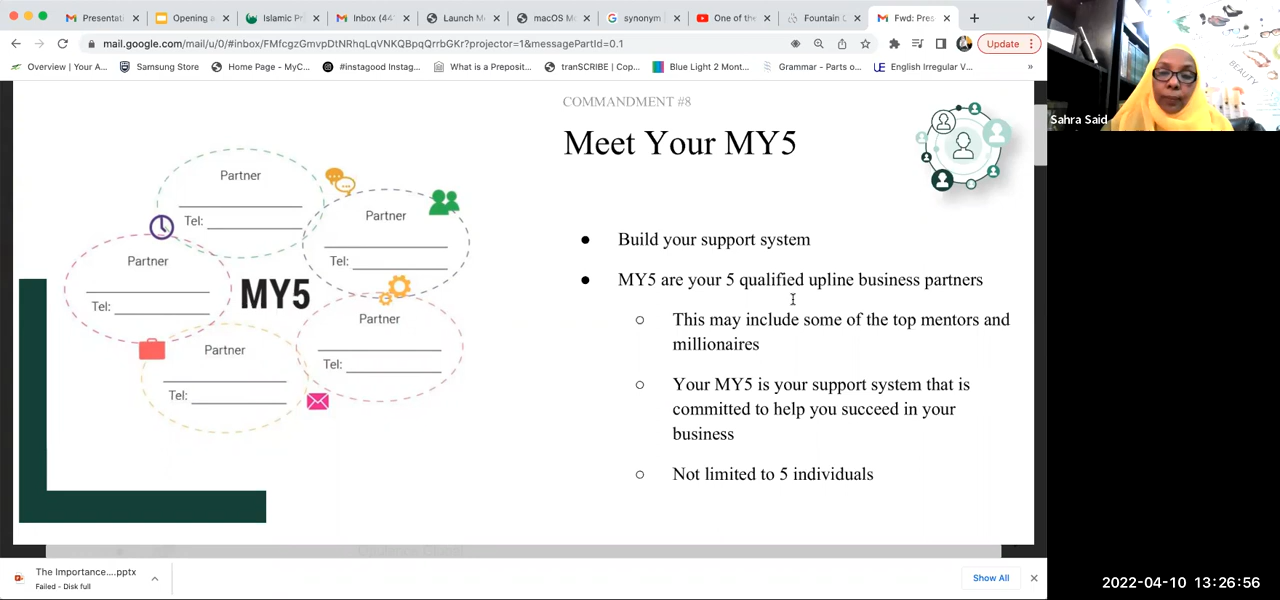 Presentat
Opening a
Islamic Pr
Inbox (44
Launch M
macOS M
synonym
One of the
Fountain
Fwd: Pres
mail.google.com/mail/u/0/#inbox/FMfcgzGmvpDtNRhqLqVNKQBpqQrrbGKr?projector=1&messagePartId=0.1
Update
Overview | Your A...
Samsung Store
Home Page - MyC...
#instagood Instag...
What is a Preposit...
tranSCRIBE | Cop...
Blue Light 2 Mont...
Grammar - Parts o...
English Irregular V...
»
BEAUTY
Sahra Said
COMMANDMENT #8
Meet Your MY5
Partner
Tel:
Partner
Tel:
Partner
Tel:
MY5
Partner
Tel:
Partner
Tel:
● Build your support system
● MY5 are your 5 qualified upline business partners
○ This may include some of the top mentors and
millionaires
○ Your MY5 is your support system that is
committed to help you succeed in your
business
○ Not limited to 5 individuals
The Importance....pptx
Failed - Disk full
Show All
2022-04-10 13:26:56